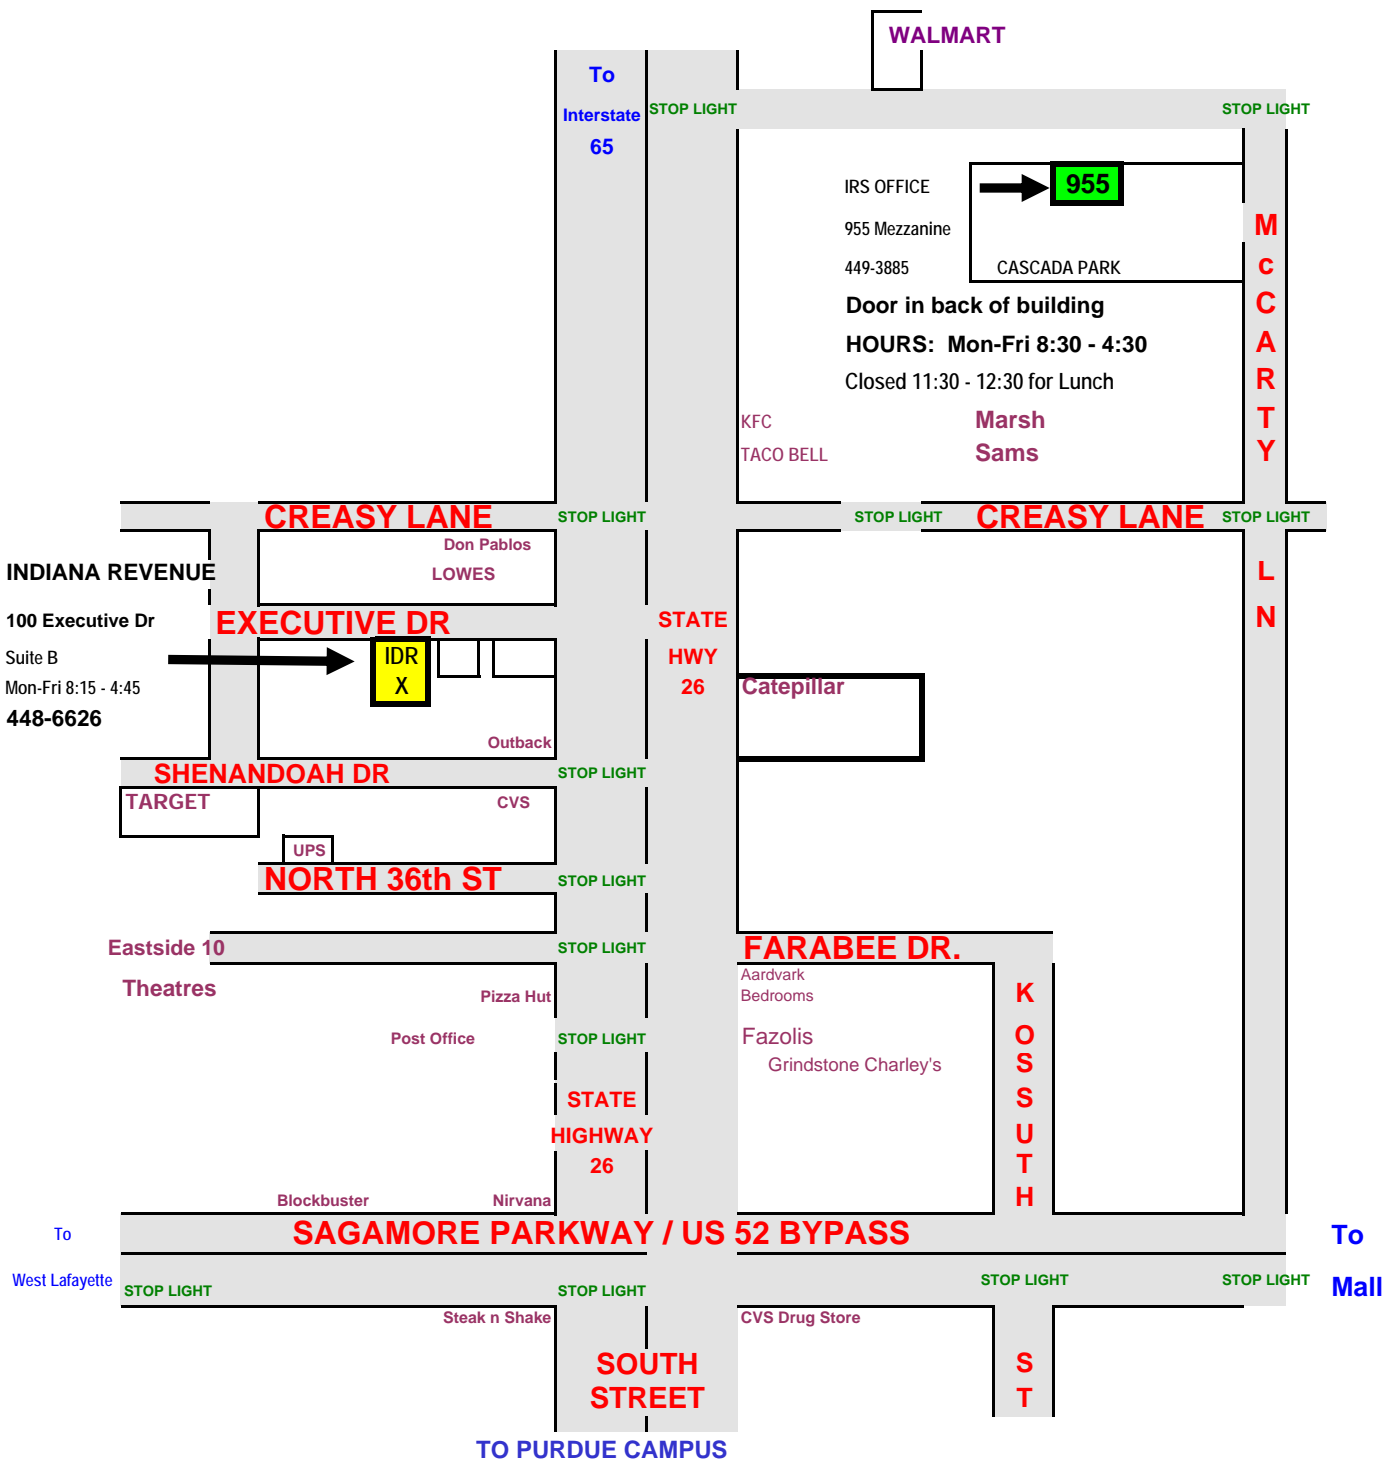 WALMART
To
Interstate
65
STOP LIGHT
STOP LIGHT
IRS OFFICE
955
955 Mezzanine
449-3885
CASCADA PARK
Door in back of building
HOURS: Mon-Fri 8:30 - 4:30
Closed 11:30 - 12:30 for Lunch
McCARTY LN
KFC
Marsh
TACO BELL
Sams
CREASY LANE
STOP LIGHT
STOP LIGHT
CREASY LANE
STOP LIGHT
Don Pablos
LOWES
INDIANA REVENUE
100 Executive Dr
Suite B
Mon-Fri 8:15 - 4:45
448-6626
EXECUTIVE DR
IDR
X
STATE
HWY
26
Catepillar
Outback
SHENANDOAH DR
STOP LIGHT
TARGET
CVS
UPS
NORTH 36th ST
STOP LIGHT
Eastside 10
Theatres
STOP LIGHT
FARABEE DR.
Aardvark
Bedrooms
Pizza Hut
Post Office
STOP LIGHT
Fazolis
Grindstone Charley's
KOSSUTH
STATE
HIGHWAY
26
Blockbuster
Nirvana
To
West Lafayette
SAGAMORE PARKWAY / US 52 BYPASS
To
Mall
STOP LIGHT
STOP LIGHT
STOP LIGHT
STOP LIGHT
Steak n Shake
CVS Drug Store
SOUTH
STREET
ST
TO PURDUE CAMPUS